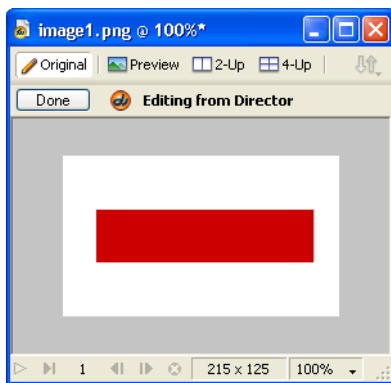 image1.png @ 100%*
Original Preview 2-Up 4-Up
Done Editing from Director
1 215 x 125 100%